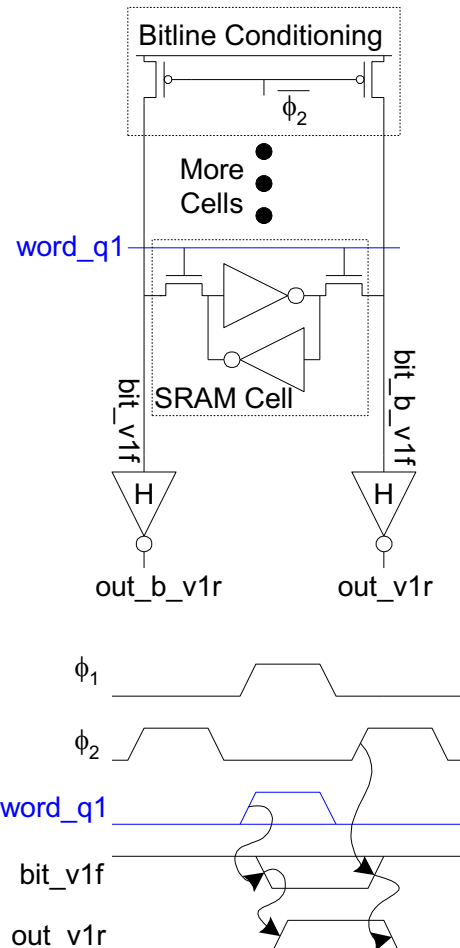 Bitline Conditioning
ϕ2
More
Cells
word_q1
bit_v1f
bit_b_v1f
SRAM Cell
H
H
out_b_v1r
out_v1r
ϕ1
ϕ2
word_q1
bit_v1f
out_v1r